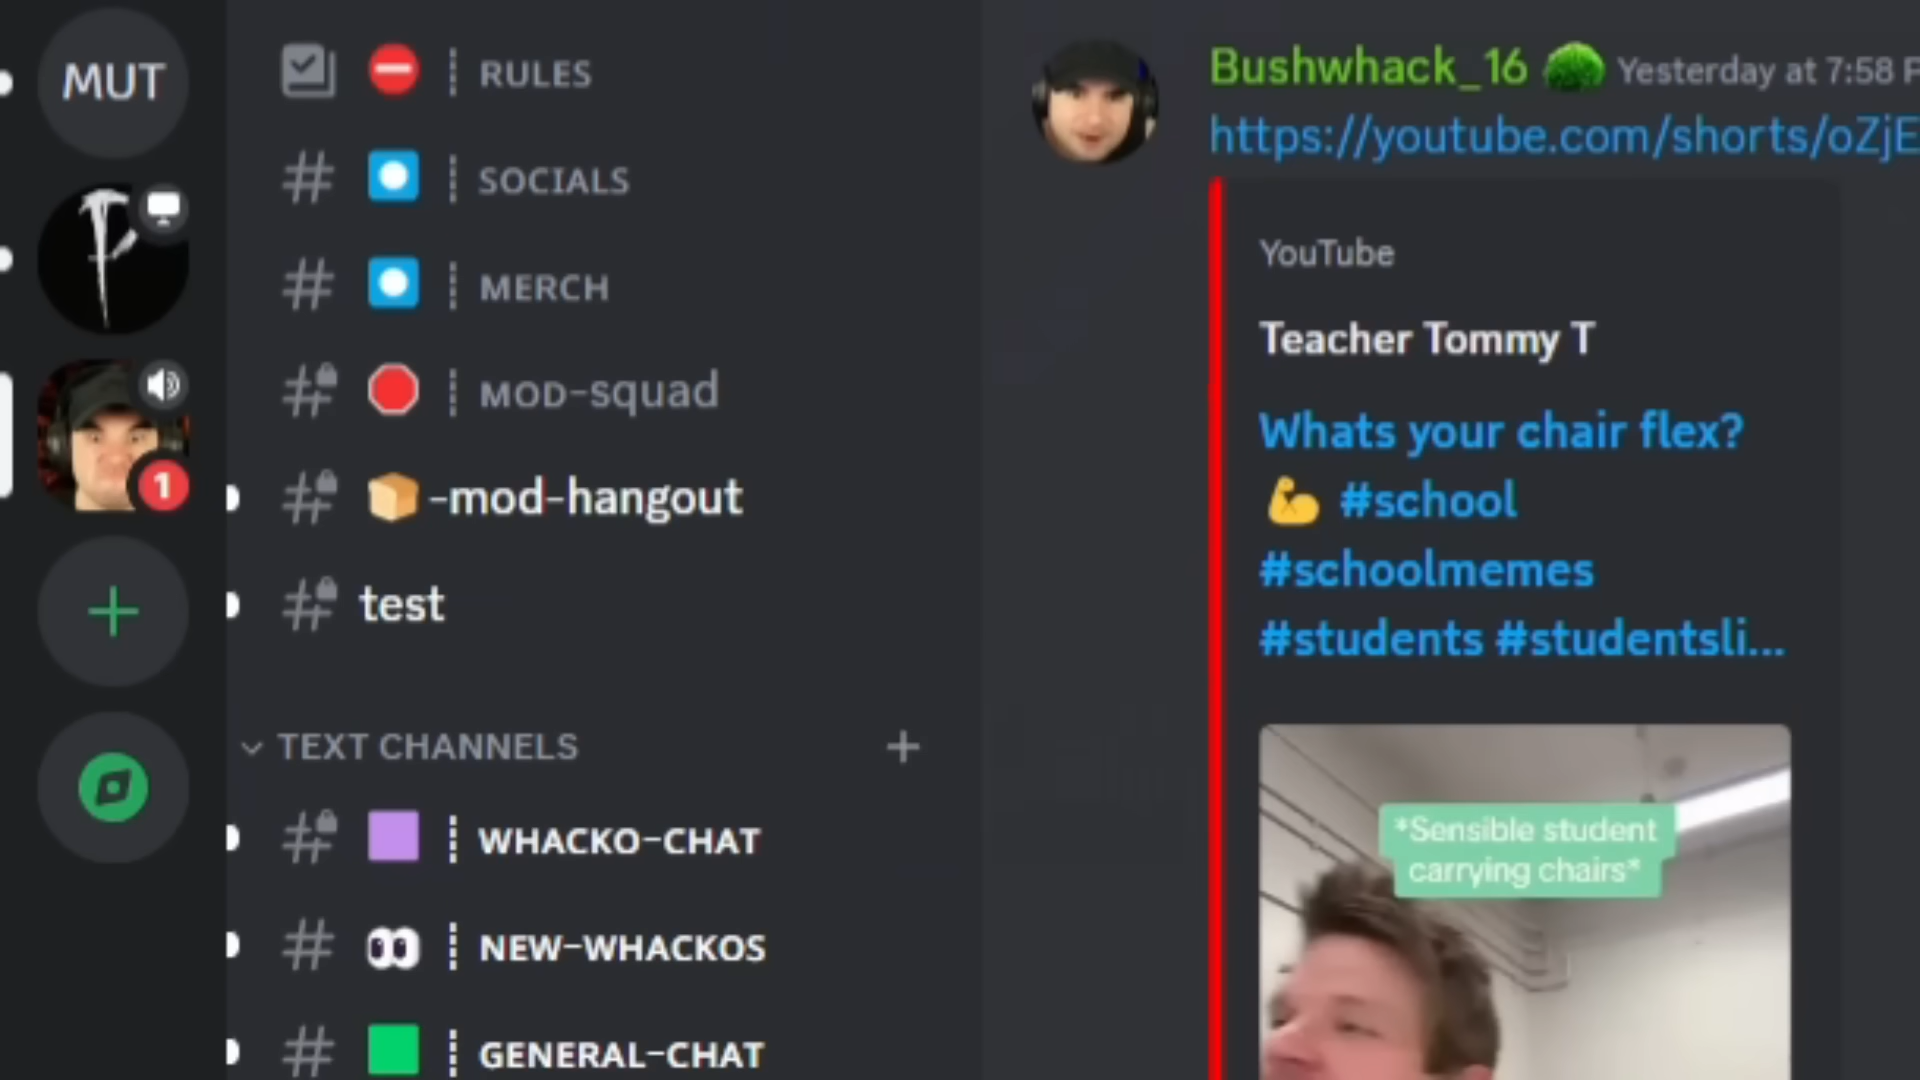 MUT
1
RULES
SOCIALS
MERCH
MOD-squad
-mod-hangout
test
TEXT CHANNELS
WHACKO-CHAT
NEW-WHACKOS
GENERAL-CHAT
Bushwhack_16 Yesterday at 7:58 P
https://youtube.com/shorts/oZjE
YouTube
Teacher Tommy T
Whats your chair flex?
💪 #school
#schoolmemes
#students #studentsli...
*Sensible student
carrying chairs*